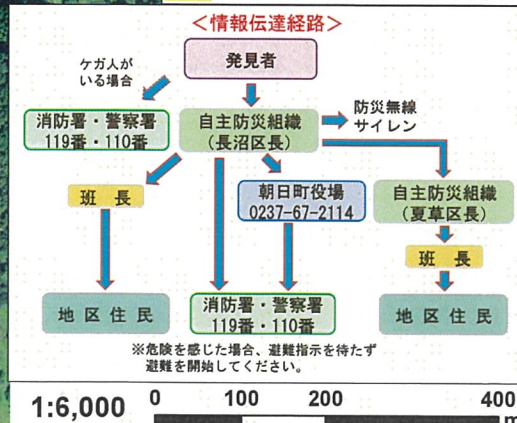 ＜情報伝達経路＞
発見者
ケガ人が
いる場合
消防署・警察署
119番・110番
自主防災組織
(長沼区長)
防災無線
サイレン
班 長
朝日町役場
0237-67-2114
自主防災組織
(夏草区長)
班 長
地 区 住 民
消防署・警察署
119番・110番
地 区 住 民
※危険を感じた場合、避難指示を待たず
避難を開始してください。
1:6,000
0 100 200 400
m